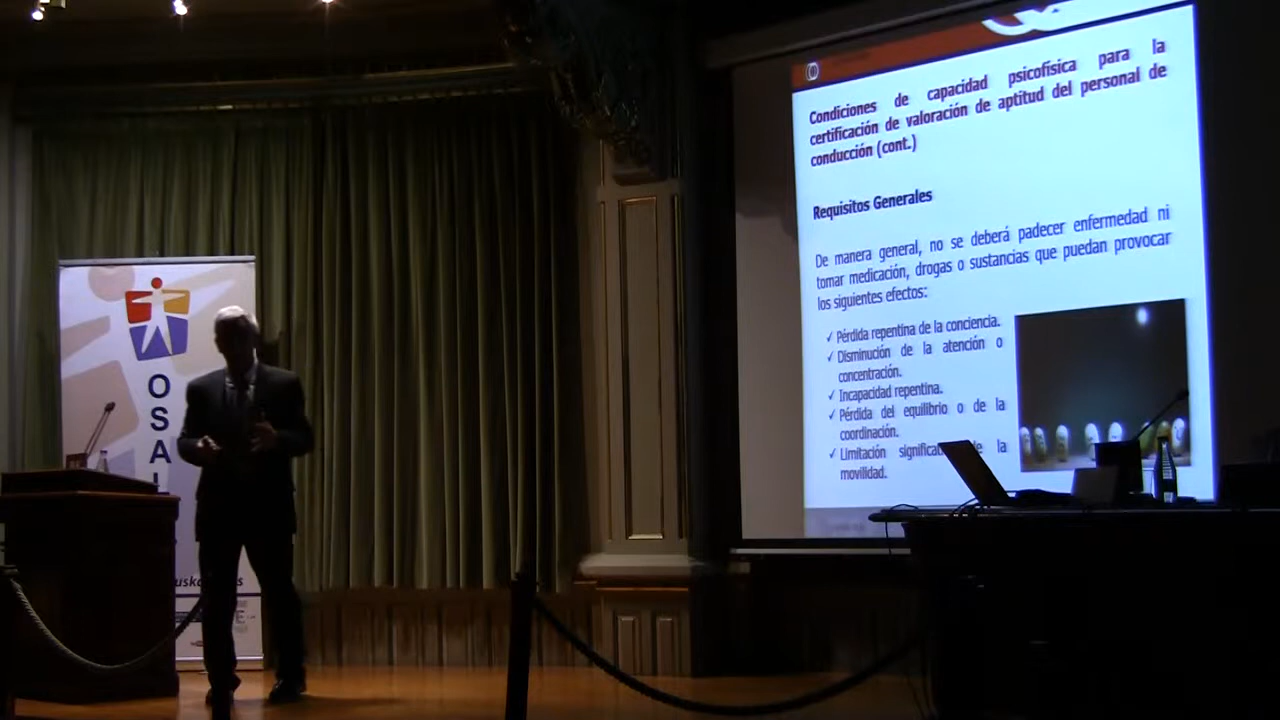 Condiciones de capacidad psicofísica para la
certificación de valoración de aptitud del personal de
conducción (cont.)
Requisitos Generales
De manera general, no se deberá padecer enfermedad ni
tomar medicación, drogas o sustancias que puedan provocar
los siguientes efectos:
✓ Pérdida repentina de la conciencia.
✓ Disminución de la atención o
concentración.
✓ Incapacidad repentina.
✓ Pérdida del equilibrio o de la
coordinación.
✓ Limitación significat de la
movilidad.
OSA